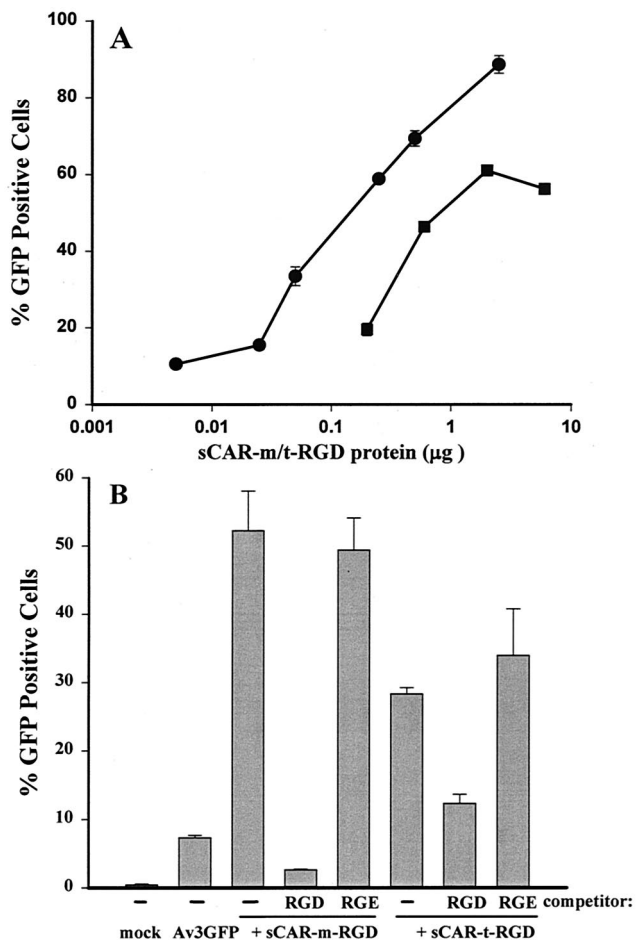 A
% GFP Positive Cells
100
80
60
40
20
0
0.001 0.01 0.1 1 10
sCAR-m/t-RGD protein (µg )
B
% GFP Positive Cells
60
50
40
30
20
10
0
– – – RGD RGE – RGD RGE competitor:
mock Av3GFP + sCAR-m-RGD + sCAR-t-RGD